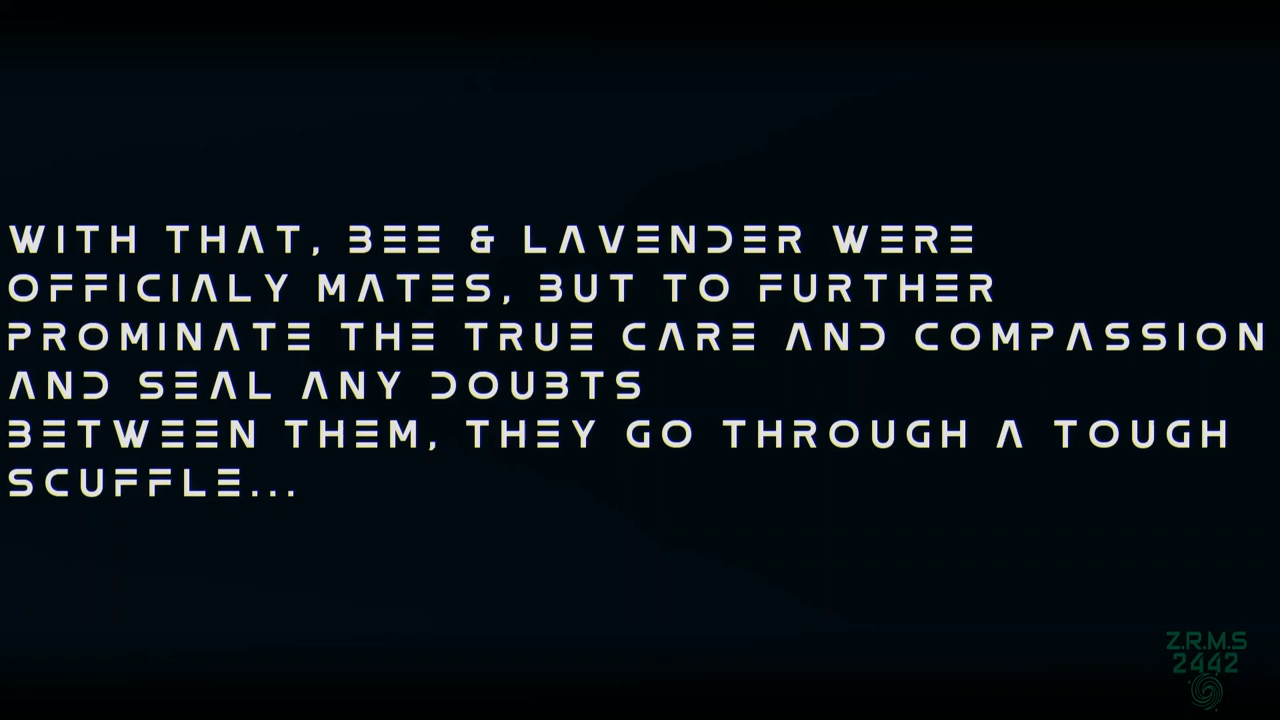 WITH THAT, BEE & LAVENDER WERE
OFFICIALY MATES, BUT TO FURTHER
PROMINATE THE TRUE CARE AND COMPASSION
AND SEAL ANY DOUBTS
BETWEEN THEM, THEY GO THROUGH A TOUGH
SCUFFLE...
Z.R.M.S
2442